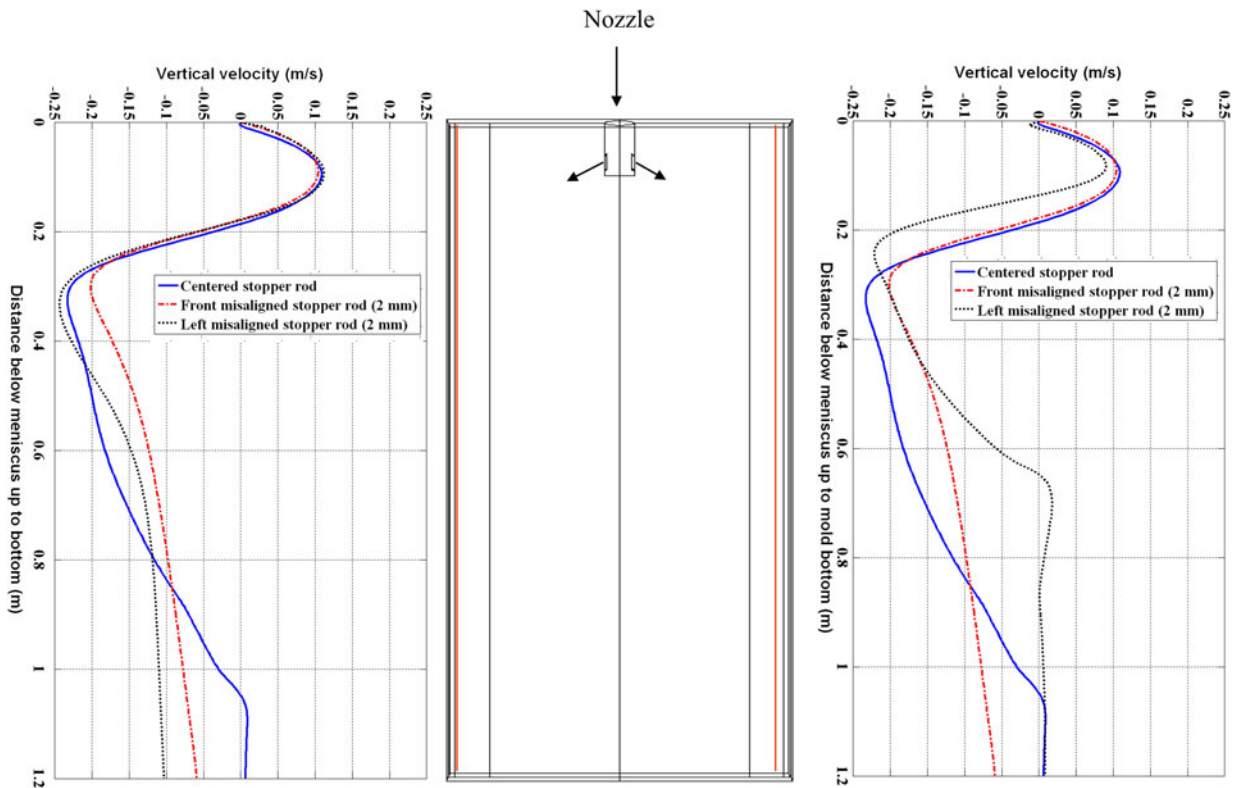 Nozzle
Vertical velocity (m/s)
-0.25 -0.2 -0.15 -0.1 -0.05 0 0.05 0.1 0.15 0.2 0.25
0
0.2
0.4
0.6
0.8
1
1.2
Distance below meniscus up to bottom (m)
Centered stopper rod
Front misaligned stopper rod (2 mm)
Left misaligned stopper rod (2 mm)
Vertical velocity (m/s)
-0.25 -0.2 -0.15 -0.1 -0.05 0 0.05 0.1 0.15 0.2 0.25
0
0.2
0.4
0.6
0.8
1
1.2
Distance below meniscus up to mold bottom (m)
Centered stopper rod
Front misaligned stopper rod (2 mm)
Left misaligned stopper rod (2 mm)